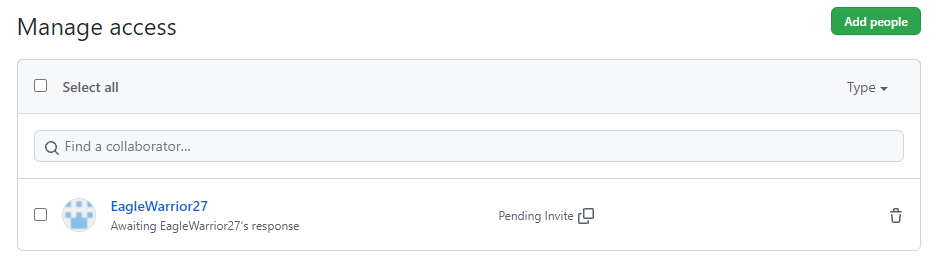 Manage access
Add people
Select all
Type
Find a collaborator...
EagleWarrior27
Awaiting EagleWarrior27's response
Pending Invite